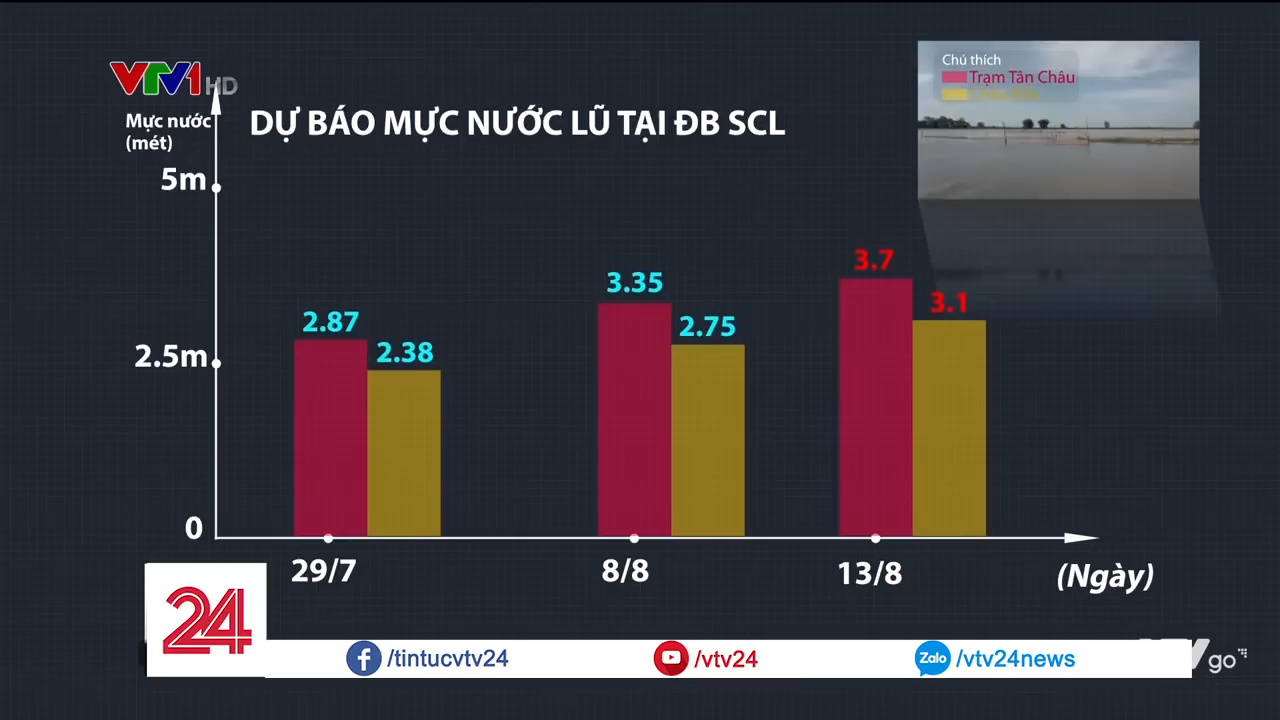 VTV1 HD
Chú thích
Trạm Tân Châu
Mực nước
(mét)
DỰ BÁO MỰC NƯỚC LŨ TẠI ĐB SCL
5m
2.5m
0
2.87
2.38
3.35
2.75
3.7
3.1
29/7
8/8
13/8
(Ngày)
24
/tintucvtv24
/vtv24
Zalo
/vtv24news
VTV go